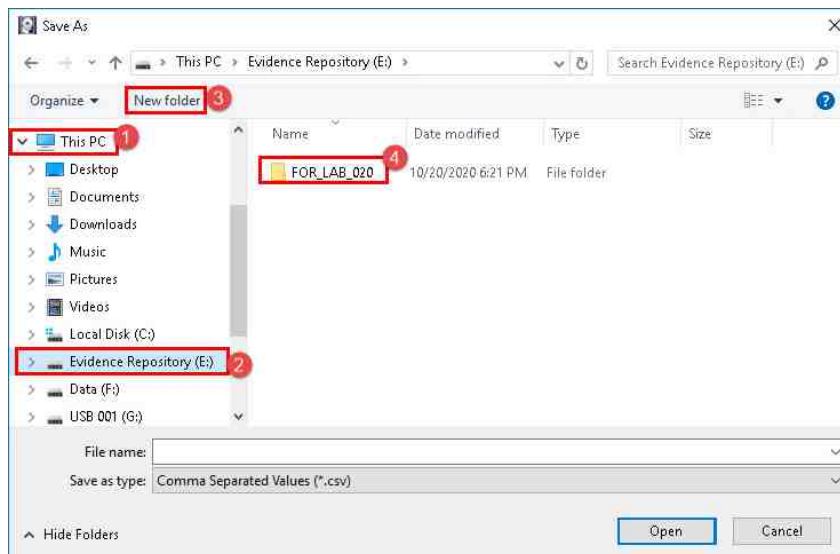 Save As
This PC > Evidence Repository (E:) >
Search Evidence Repository (E:)
Organize
New folder
3
This PC
1
Name
Date modified
Type
Size
4
Desktop
FOR_LAB_020
10/20/2020 6:21 PM
File folder
Documents
Downloads
Music
Pictures
Videos
Local Disk (C:)
Evidence Repository (E:)
2
Data (F:)
USB 001 (G:)
File name:
Save as type: Comma Separated Values (*.csv)
Hide Folders
Open
Cancel